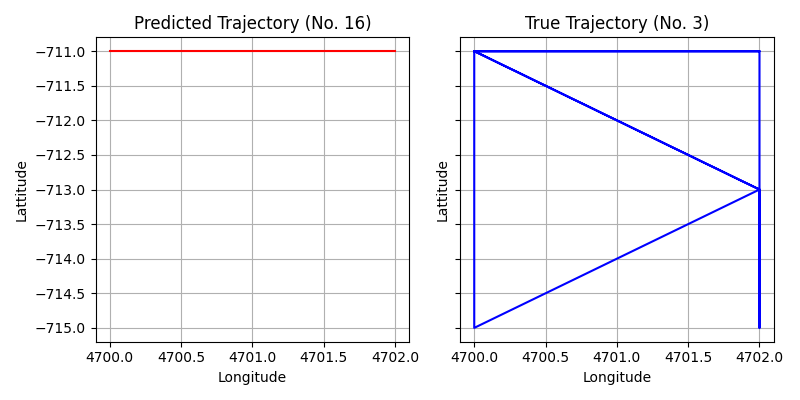 Predicted Trajectory (No. 16)
−711.0
−711.5
−712.0
−712.5
−713.0
−713.5
−714.0
−714.5
−715.0
Lattitude
4700.0 4700.5 4701.0 4701.5 4702.0
Longitude
True Trajectory (No. 3)
Lattitude
4700.0 4700.5 4701.0 4701.5 4702.0
Longitude